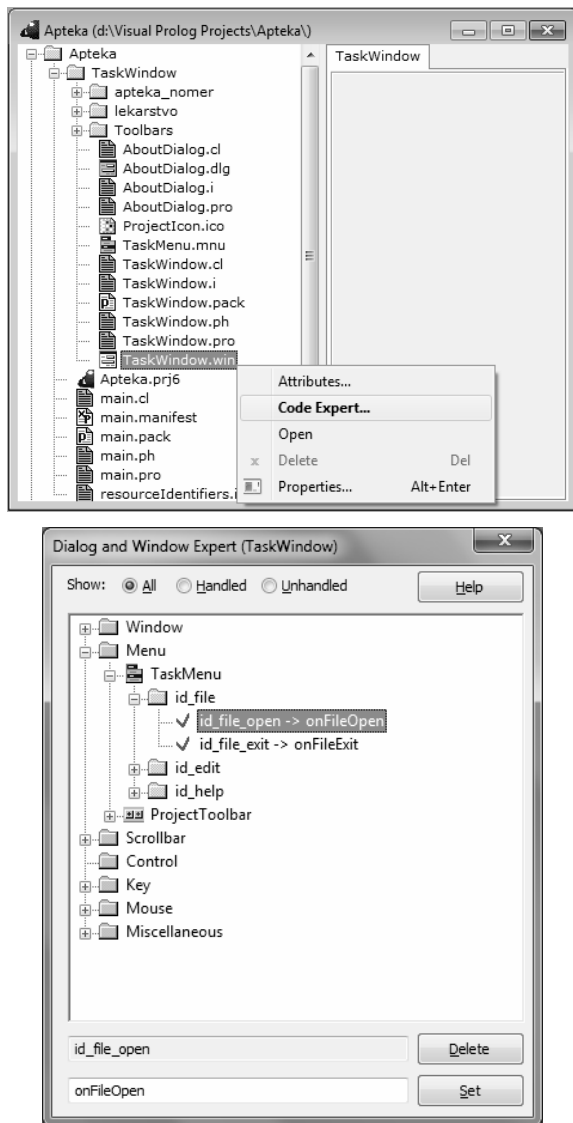 Apteka (d:\Visual Prolog Projects\Apteka\)
Apteka
TaskWindow
TaskWindow
apteka_nomer
lekarstvo
Toolbars
AboutDialog.cl
AboutDialog.dlg
AboutDialog.i
AboutDialog.pro
ProjectIcon.ico
TaskMenu.mnu
TaskWindow.cl
TaskWindow.i
TaskWindow.pack
TaskWindow.ph
TaskWindow.pro
TaskWindow.win
Apteka.prj6
main.cl
main.manifest
main.pack
main.ph
main.pro
resourceIdentifiers.i
Attributes...
Code Expert...
Open
Delete Del
Properties... Alt+Enter
Dialog and Window Expert (TaskWindow)
Show: All Handled Unhandled Help
Window
Menu
TaskMenu
id_file
id_file_open -> onFileOpen
id_file_exit -> onFileExit
id_edit
id_help
ProjectToolbar
Scrollbar
Control
Key
Mouse
Miscellaneous
id_file_open Delete
onFileOpen Set